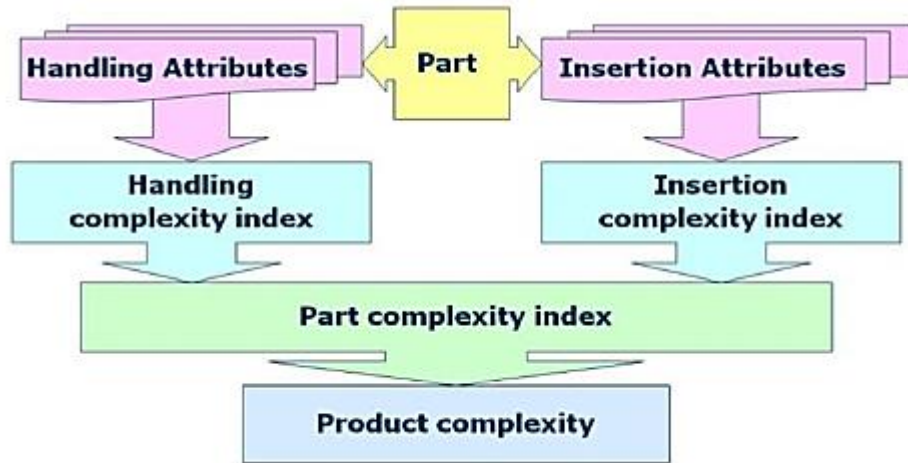 Handling Attributes
Part
Insertion Attributes
Handling
complexity index
Insertion
complexity index
Part complexity index
Product complexity